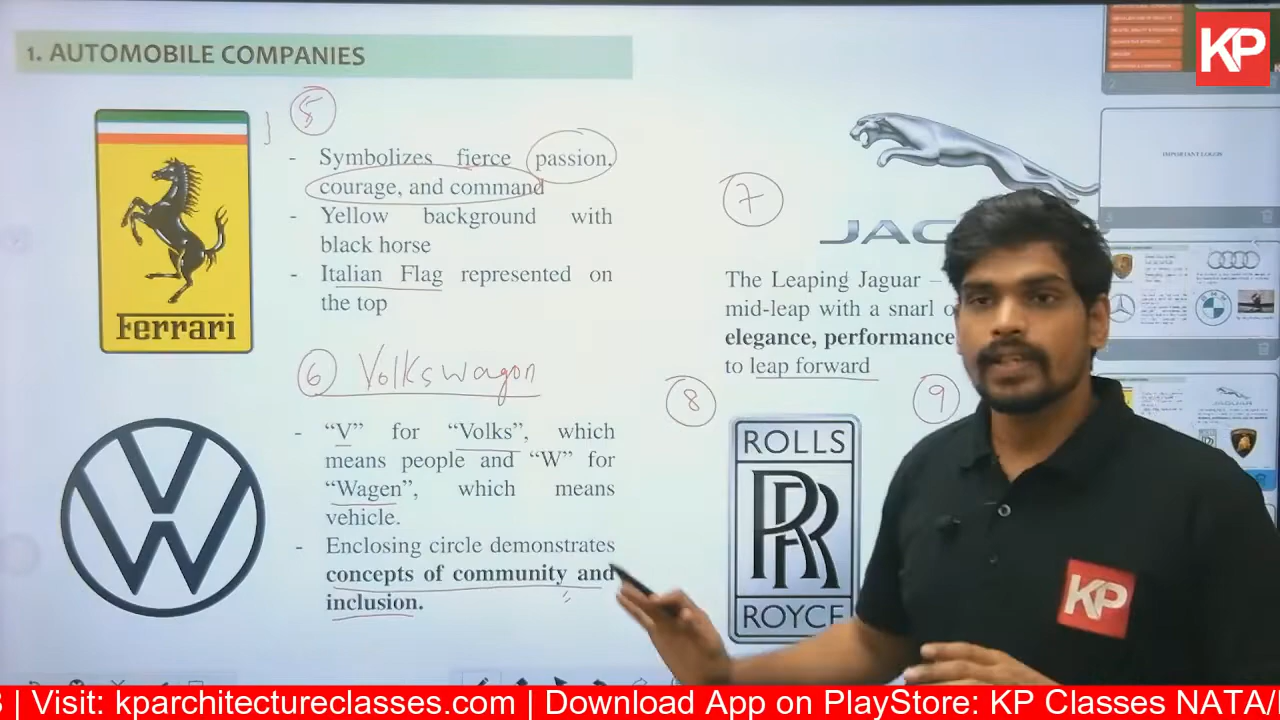 1. AUTOMOBILE COMPANIES
KP
5
- Symbolizes fierce passion,
courage, and command
- Yellow background with
black horse
- Italian Flag represented on
the top
Ferrari
6 Volkswagon
- “V” for “Volks”, which
means people and “W” for
“Wagen”, which means
vehicle.
- Enclosing circle demonstrates
concepts of community and
inclusion.
VW
7
The Leaping Jaguar –
mid-leap with a snarl
elegance, performance
to leap forward
8
9
ROLLS
RR
ROYCE
IMPORTANT LOGOS
KP
| Visit: kparchitectureclasses.com | Download App on PlayStore: KP Classes NATA/